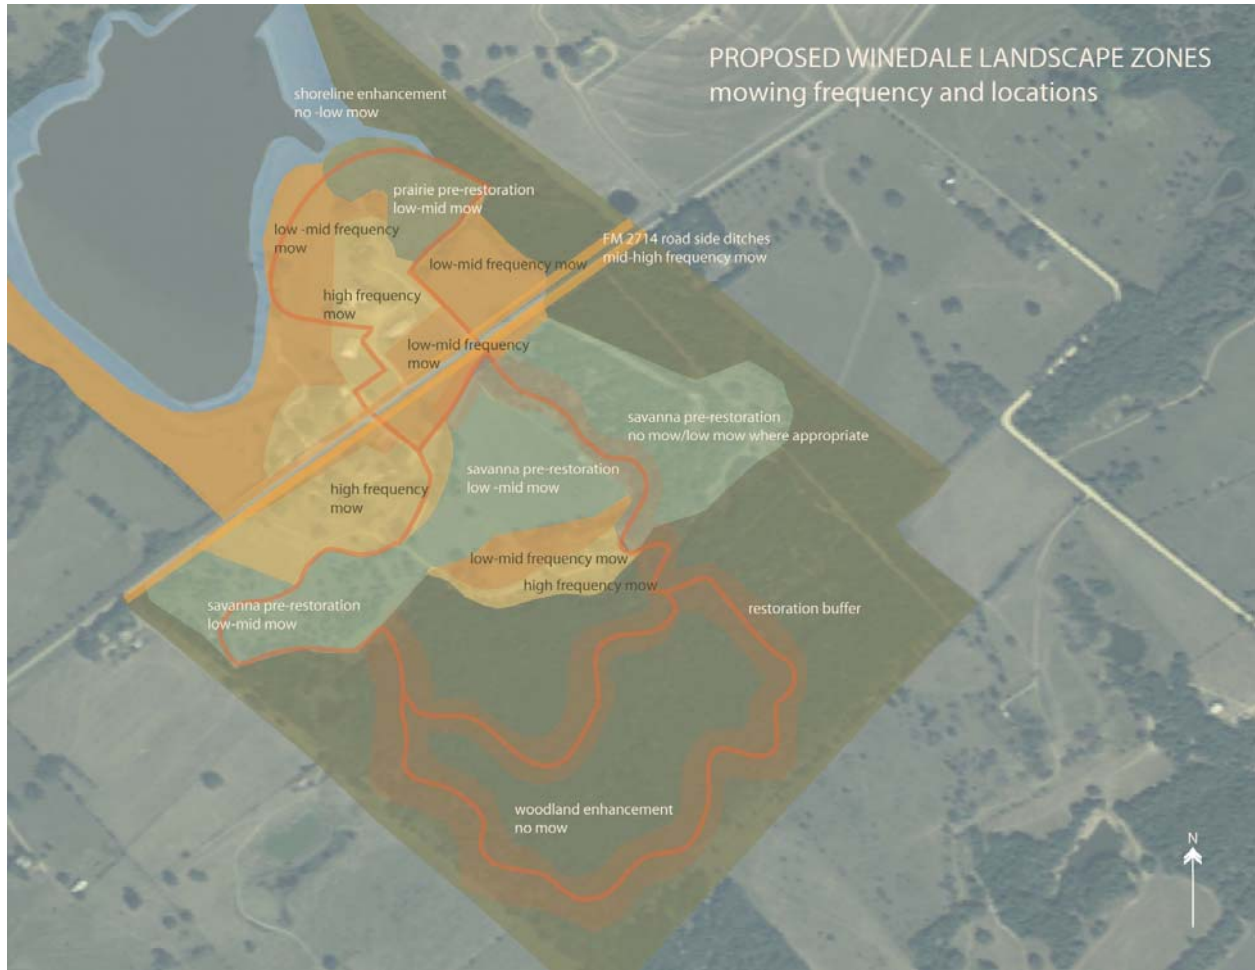 PROPOSED WINEDALE LANDSCAPE ZONES
mowing frequency and locations
shoreline enhancement
no -low mow
prairie pre-restoration
low-mid mow
low -mid frequency
mow
FM 2714 road side ditches
mid-high frequency mow
low-mid frequency mow
high frequency
mow
low-mid frequency
mow
savanna pre-restoration
no mow/low mow where appropriate
savanna pre-restoration
low -mid mow
high frequency
mow
low-mid frequency mow
high frequency mow
savanna pre-restoration
low-mid mow
restoration buffer
woodland enhancement
no mow
N